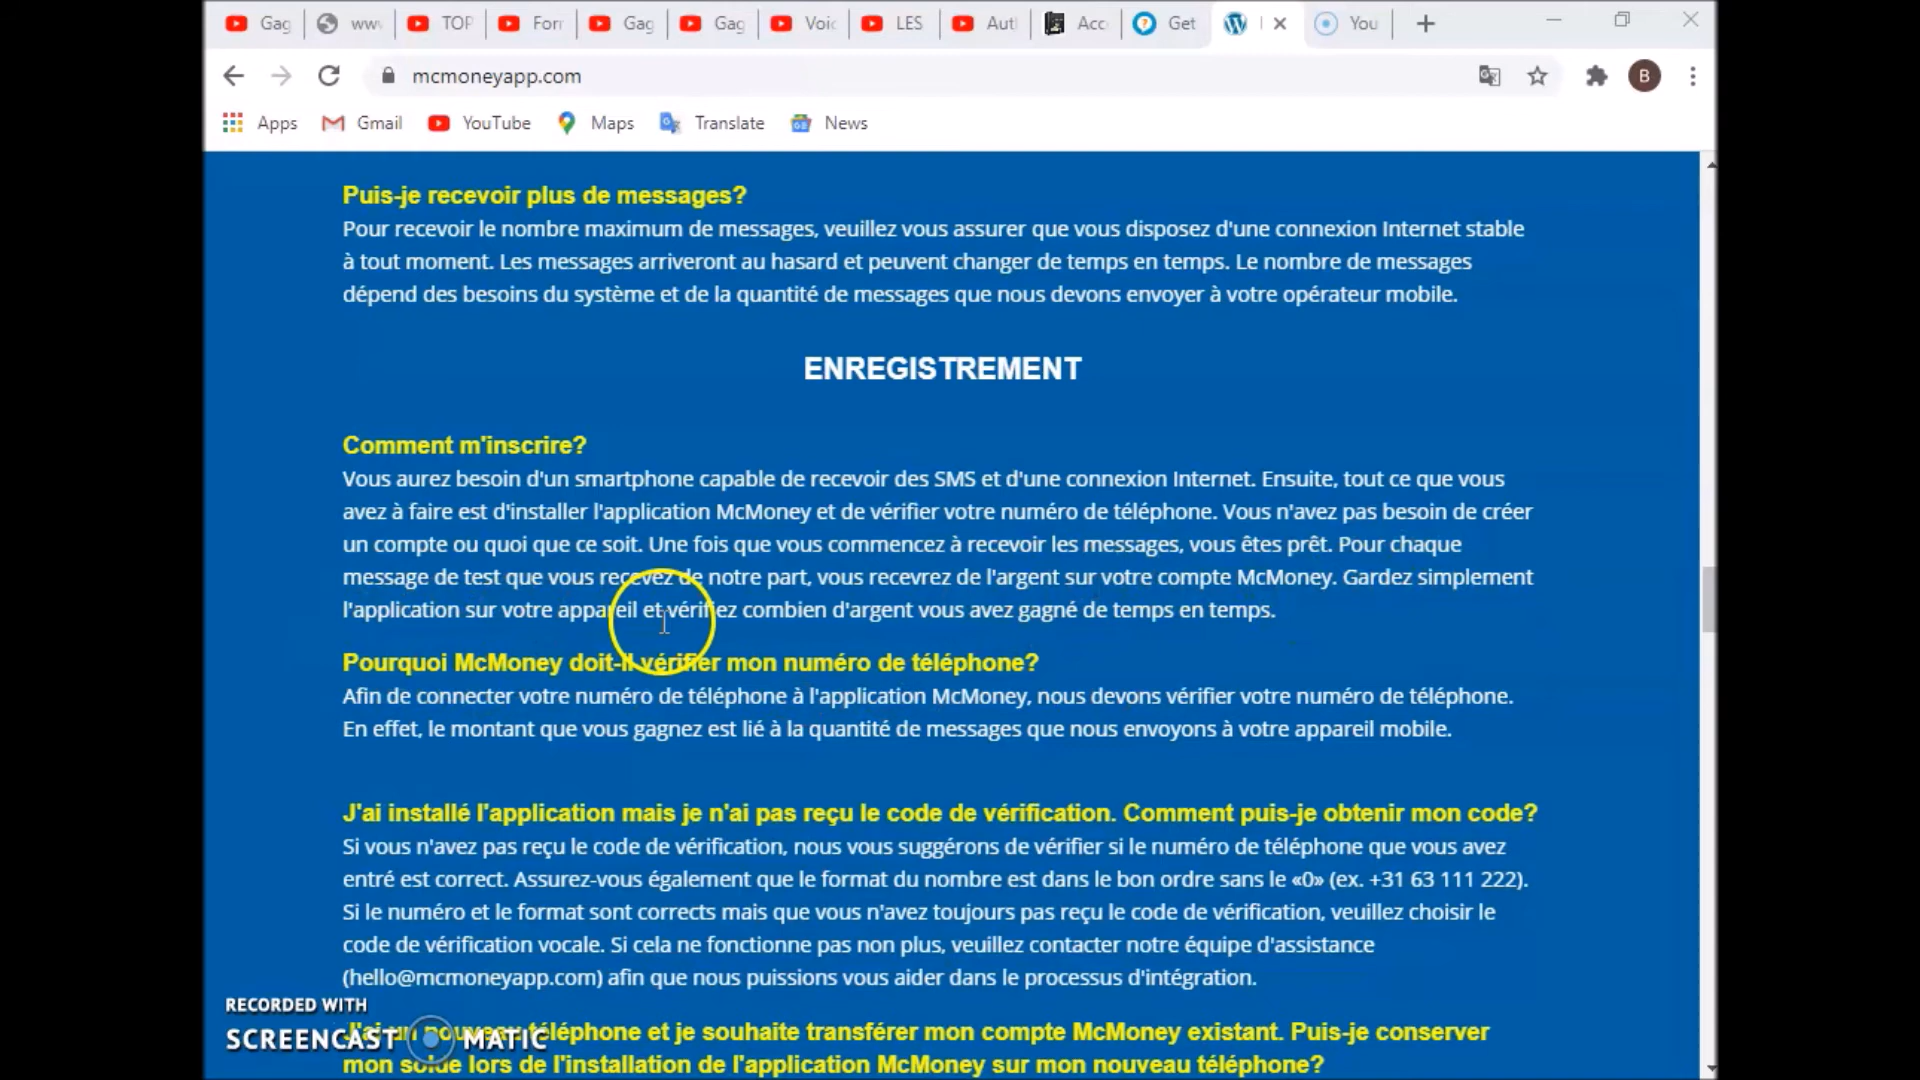 Gag www TOP For Gag Gag Voic LES Aut Acc Get You
mcmoneyapp.com B
Apps Gmail YouTube Maps Translate News
Puis-je recevoir plus de messages?
Pour recevoir le nombre maximum de messages, veuillez vous assurer que vous disposez d'une connexion Internet stable
à tout moment. Les messages arriveront au hasard et peuvent changer de temps en temps. Le nombre de messages
dépend des besoins du système et de la quantité de messages que nous devons envoyer à votre opérateur mobile.
ENREGISTREMENT
Comment m'inscrire?
Vous aurez besoin d'un smartphone capable de recevoir des SMS et d'une connexion Internet. Ensuite, tout ce que vous
avez à faire est d'installer l'application McMoney et de vérifier votre numéro de téléphone. Vous n'avez pas besoin de créer
un compte ou quoi que ce soit. Une fois que vous commencez à recevoir les messages, vous êtes prêt. Pour chaque
message de test que vous recevez de notre part, vous recevrez de l'argent sur votre compte McMoney. Gardez simplement
l'application sur votre appareil et vérifiez combien d'argent vous avez gagné de temps en temps.
Pourquoi McMoney doit-il vérifier mon numéro de téléphone?
Afin de connecter votre numéro de téléphone à l'application McMoney, nous devons vérifier votre numéro de téléphone.
En effet, le montant que vous gagnez est lié à la quantité de messages que nous envoyons à votre appareil mobile.
J'ai installé l'application mais je n'ai pas reçu le code de vérification. Comment puis-je obtenir mon code?
Si vous n'avez pas reçu le code de vérification, nous vous suggérons de vérifier si le numéro de téléphone que vous avez
entré est correct. Assurez-vous également que le format du nombre est dans le bon ordre sans le «0» (ex. +31 63 111 222).
Si le numéro et le format sont corrects mais que vous n'avez toujours pas reçu le code de vérification, veuillez choisir le
code de vérification vocale. Si cela ne fonctionne pas non plus, veuillez contacter notre équipe d'assistance
(hello@mcmoneyapp.com) afin que nous puissions vous aider dans le processus d'intégration.
J'ai un nouveau téléphone et je souhaite transférer mon compte McMoney existant. Puis-je conserver
mon solde lors de l'installation de l'application McMoney sur mon nouveau téléphone?
RECORDED WITH
SCREENCAST MATIC